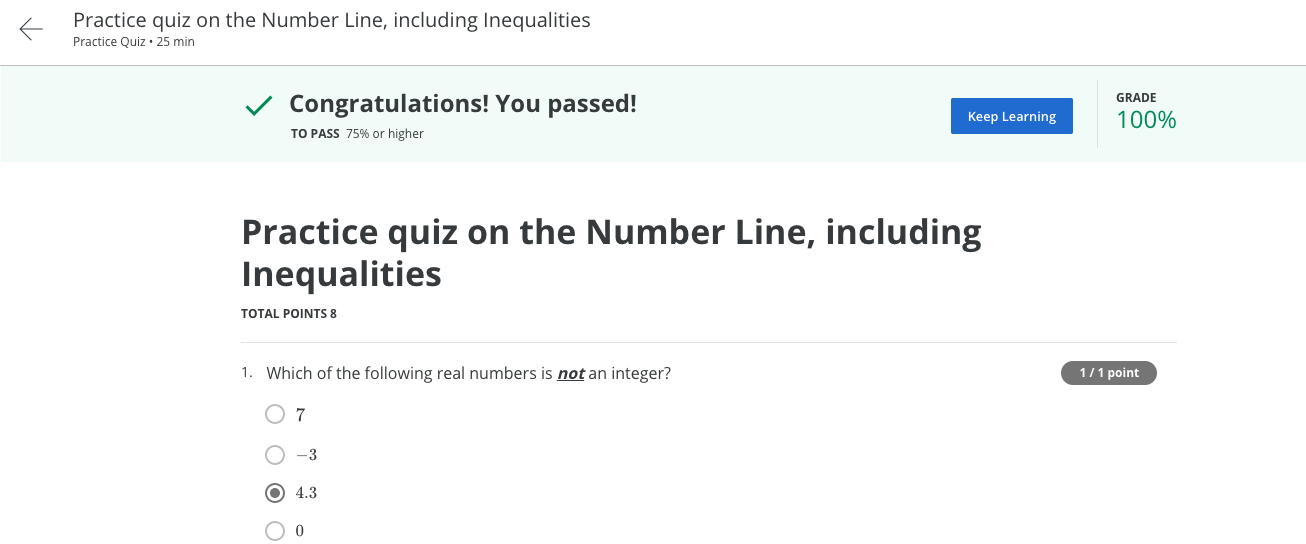 Practice quiz on the Number Line, including Inequalities
Practice Quiz • 25 min
Congratulations! You passed!
TO PASS 75% or higher
Keep Learning
GRADE
100%
Practice quiz on the Number Line, including
Inequalities
TOTAL POINTS 8
1. Which of the following real numbers is not an integer?
1 / 1 point
7
−3
4.3
0